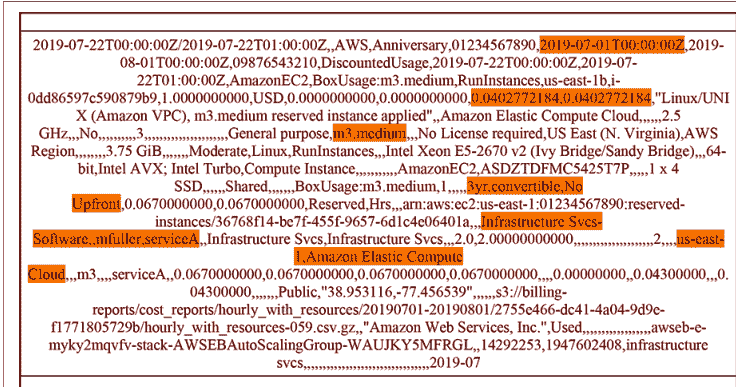 2019-07-22T00:00:00Z/2019-07-22T01:00:00Z,,AWS,Anniversary,01234567890,2019-07-01T00:00:00Z,2019-
08-01T00:00:00Z,09876543210,DiscountedUsage,2019-07-22T00:00:00Z,2019-07-
22T01:00:00Z,AmazonEC2,BoxUsage:m3.medium,RunInstances,us-east-1b,i-
0dd86597c590879b9,1.0000000000,USD,0.0000000000,0.0000000000,0.0402772184,0.0402772184,"Linux/UNI
X (Amazon VPC), m3.medium reserved instance applied",,Amazon Elastic Compute Cloud,,,,,,2.5
GHz,,,No,,,,,,,,,3,,,,,,,,,,,,,,,,,,,,,General purpose,m3.medium,,,No License required,US East (N. Virginia),AWS
Region,,,,,,,,3.75 GiB,,,,,,,Moderate,Linux,RunInstances,,,Intel Xeon E5-2670 v2 (Ivy Bridge/Sandy Bridge),,,64-
bit,Intel AVX; Intel Turbo,Compute Instance,,,,,,,,,,,AmazonEC2,ASDZTDFMC5425T7P,,,,,1 x 4
SSD,,,,,,Shared,,,,,,,BoxUsage:m3.medium,1,,,,,3yr,convertible,No
Upfront,0.0670000000,0.0670000000,Reserved,Hrs,,,arn:aws:ec2:us-east-1:01234567890:reserved-
instances/36768f14-be7f-455f-9657-6d1c4e06401a,,,Infrastructure Svcs-
Software,,mfuller,serviceA,,Infrastructure Svcs,Infrastructure Svcs,,,2.0,2.00000000000,,,,,,,,,,,,,,,,,2,,,,us-east-
1,Amazon Elastic Compute
Cloud,,,m3,,,,serviceA,,0.0670000000,0.0670000000,0.0670000000,0.0670000000,,,,0.00000000,,0.04300000,,,0.
04300000,,,,,,,Public,"38.953116,-77.456539",,,,,,s3://billing-
reports/cost_reports/hourly_with_resources/20190701-20190801/2755e466-dc41-4a04-9d9c-
f1771805729b/hourly_with_resources-059.csv.gz,,"Amazon Web Services, Inc.",Used,,,,,,,,,,,,,,,,,,awseb-e-
myky2mqvfv-stack-AWSEBAutoScalingGroup-WAUJKY5MFRGL,,14292253,1947602408,infrastructure
svcs,,,,,,,,,,,,,,,,,,,,,,,,,,,,,,,,2019-07